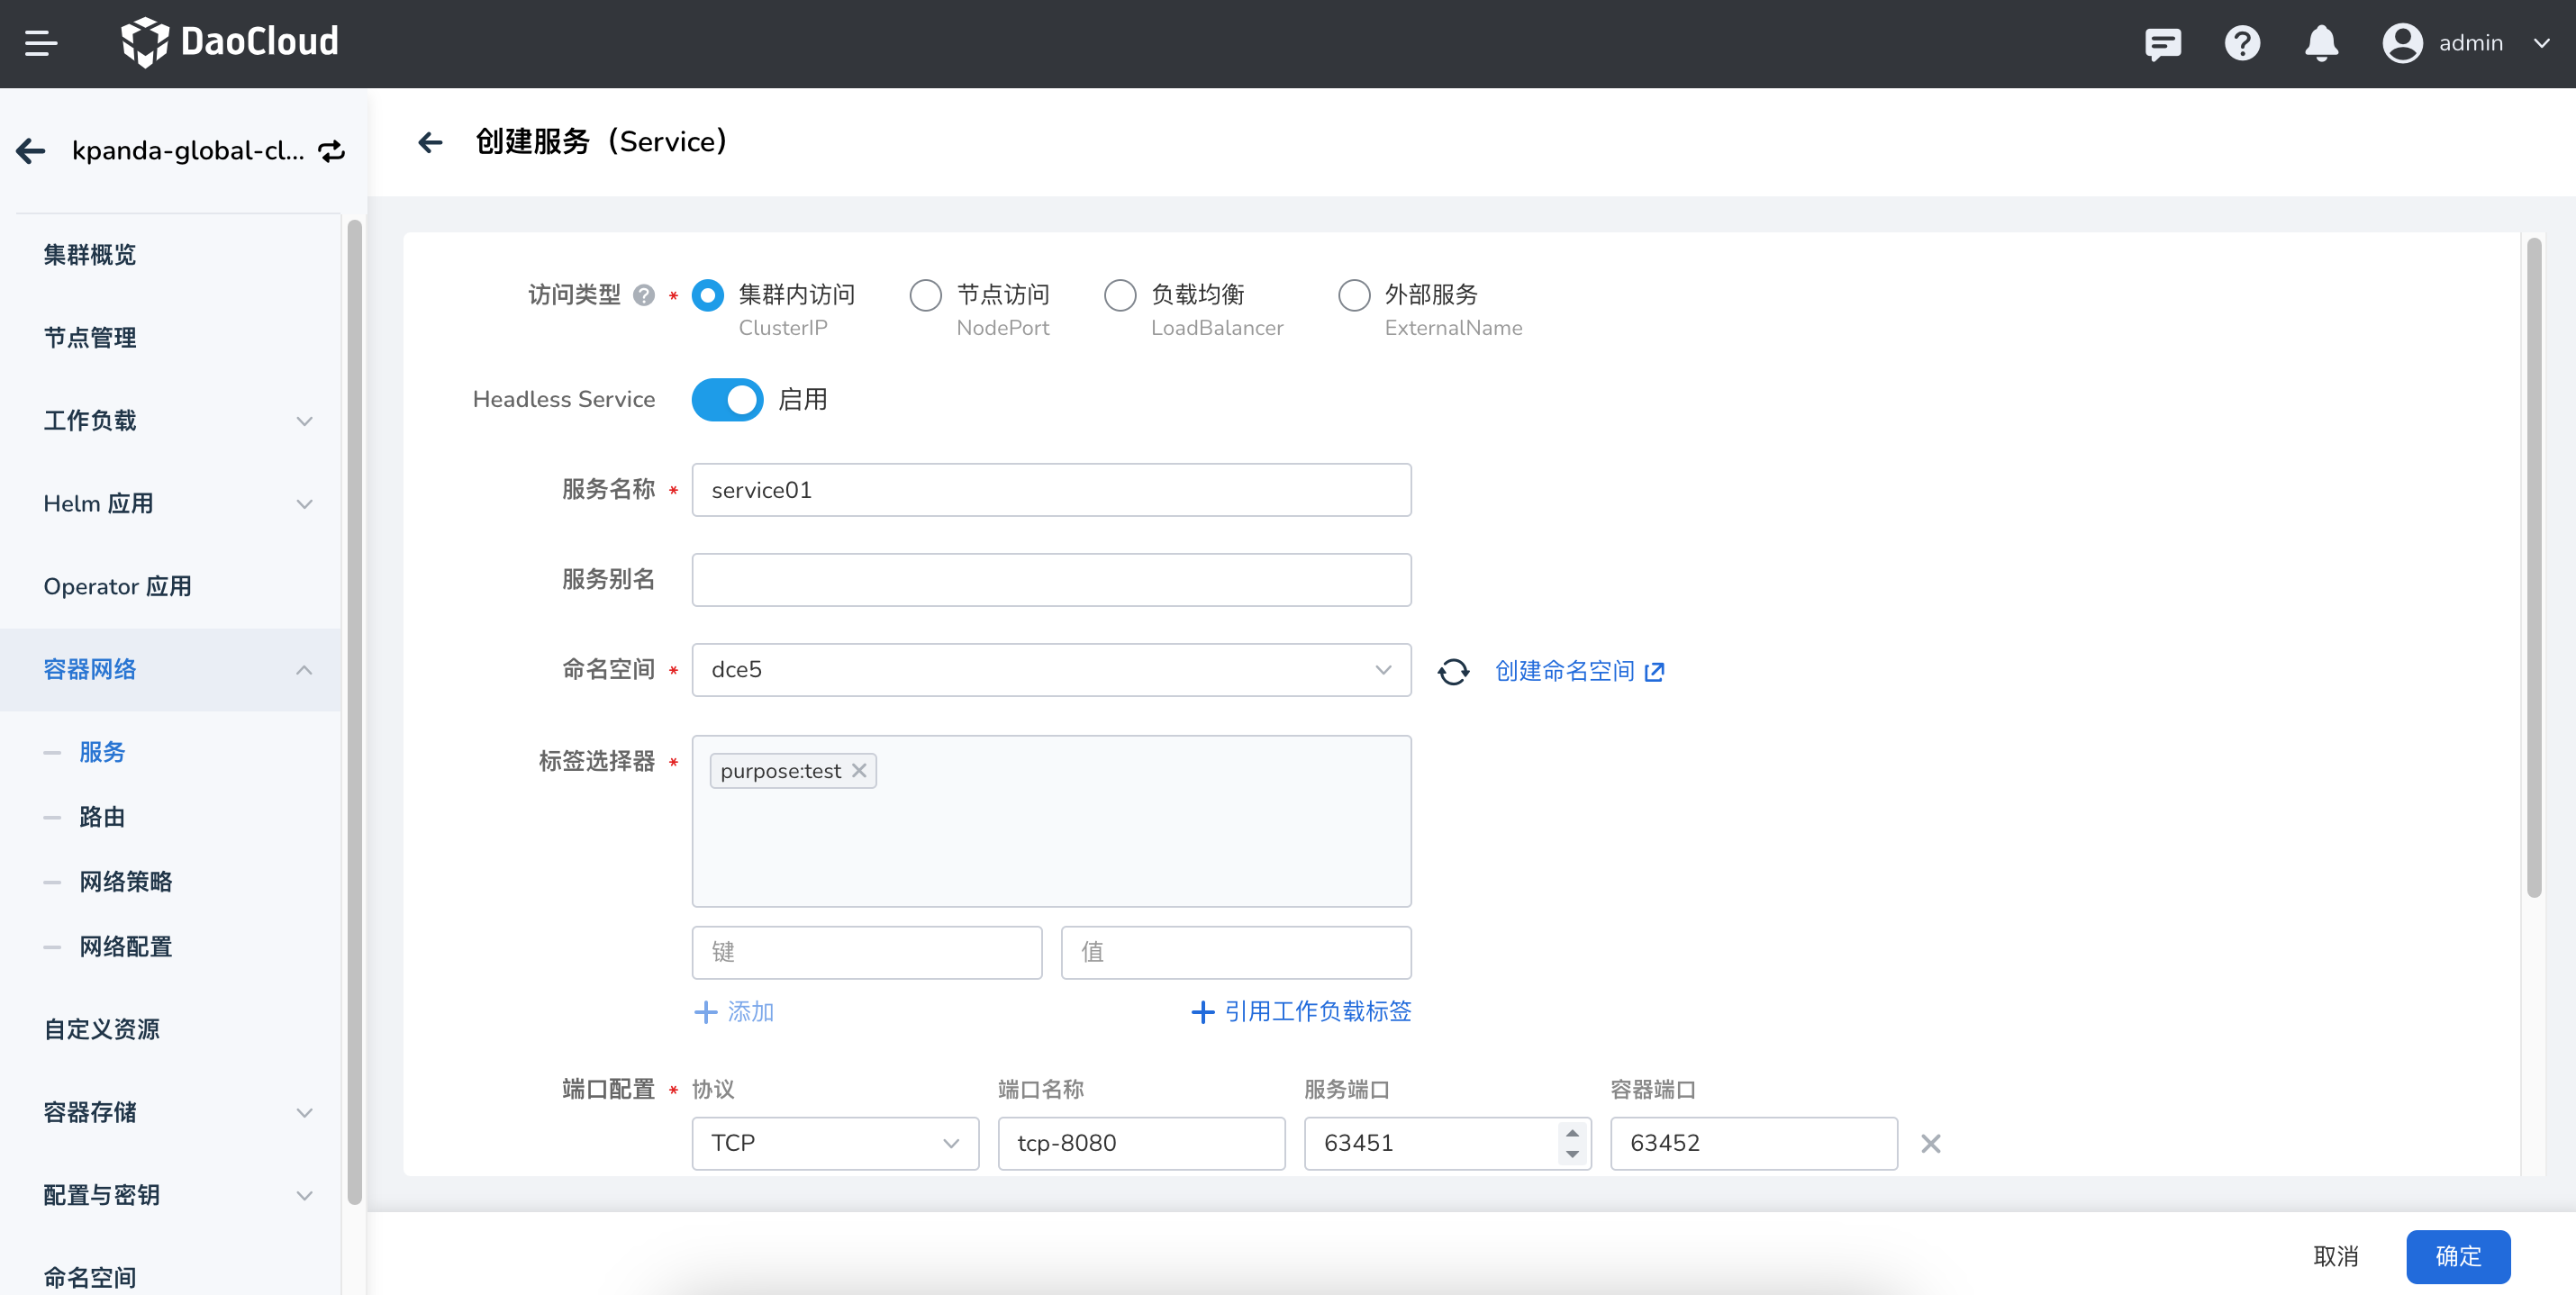 DaoCloud
admin
kpanda-global-cl...
集群概览
节点管理
工作负载
Helm 应用
Operator 应用
容器网络
服务
路由
网络策略
网络配置
自定义资源
容器存储
配置与密钥
命名空间
创建服务（Service）
访问类型 ? * 集群内访问 节点访问 负载均衡 外部服务
ClusterIP NodePort LoadBalancer ExternalName
Headless Service 启用
服务名称 * service01
服务别名
命名空间 * dce5 创建命名空间
标签选择器 * purpose:test
键 值
添加 引用工作负载标签
端口配置 * 协议 端口名称 服务端口 容器端口
TCP tcp-8080 63451 63452
取消 确定